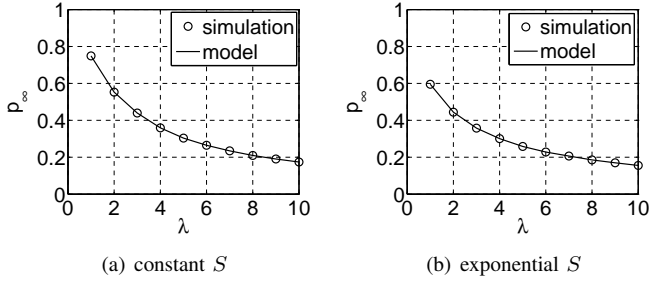 1
0.8
0.6
0.4
0.2
0
p∞
0 2 4 6 8 10
λ
simulation
model
(a) constant S
1
0.8
0.6
0.4
0.2
0
p∞
0 2 4 6 8 10
λ
simulation
model
(b) exponential S